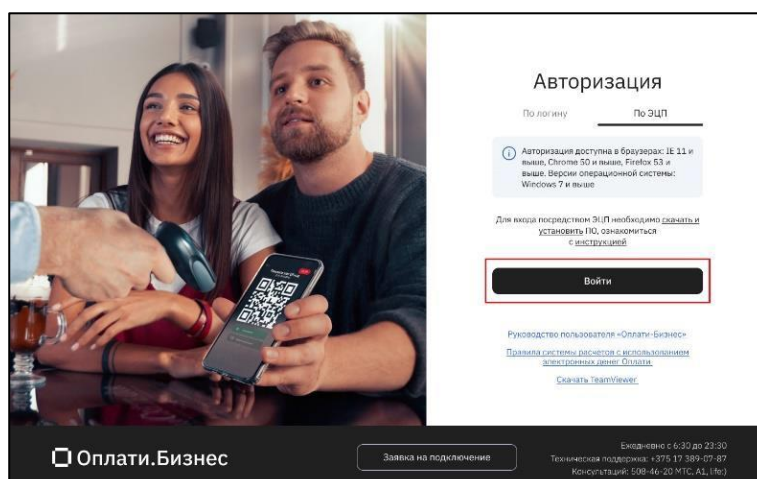 Авторизация
По логину
По ЭЦП
Авторизация доступна в браузерах: IE 11 и
выше, Chrome 50 и выше, Firefox 53 и
выше. Версии операционной системы:
Windows 7 и выше
Для входа посредством ЭЦП необходимо скачать и
установить ПО, ознакомиться
с инструкцией
Войти
Руководство пользователя «Оплати-Бизнес»
Правила системы расчетов с использованием
электронных денег Оплати
Скачать TeamViewer
Оплати.Бизнес
Заявка на подключение
Ежедневно с 6:30 до 23:30
Техническая поддержка: +375 17 389-07-87
Консультаций: 508-46-20 МТС, A1, life:)